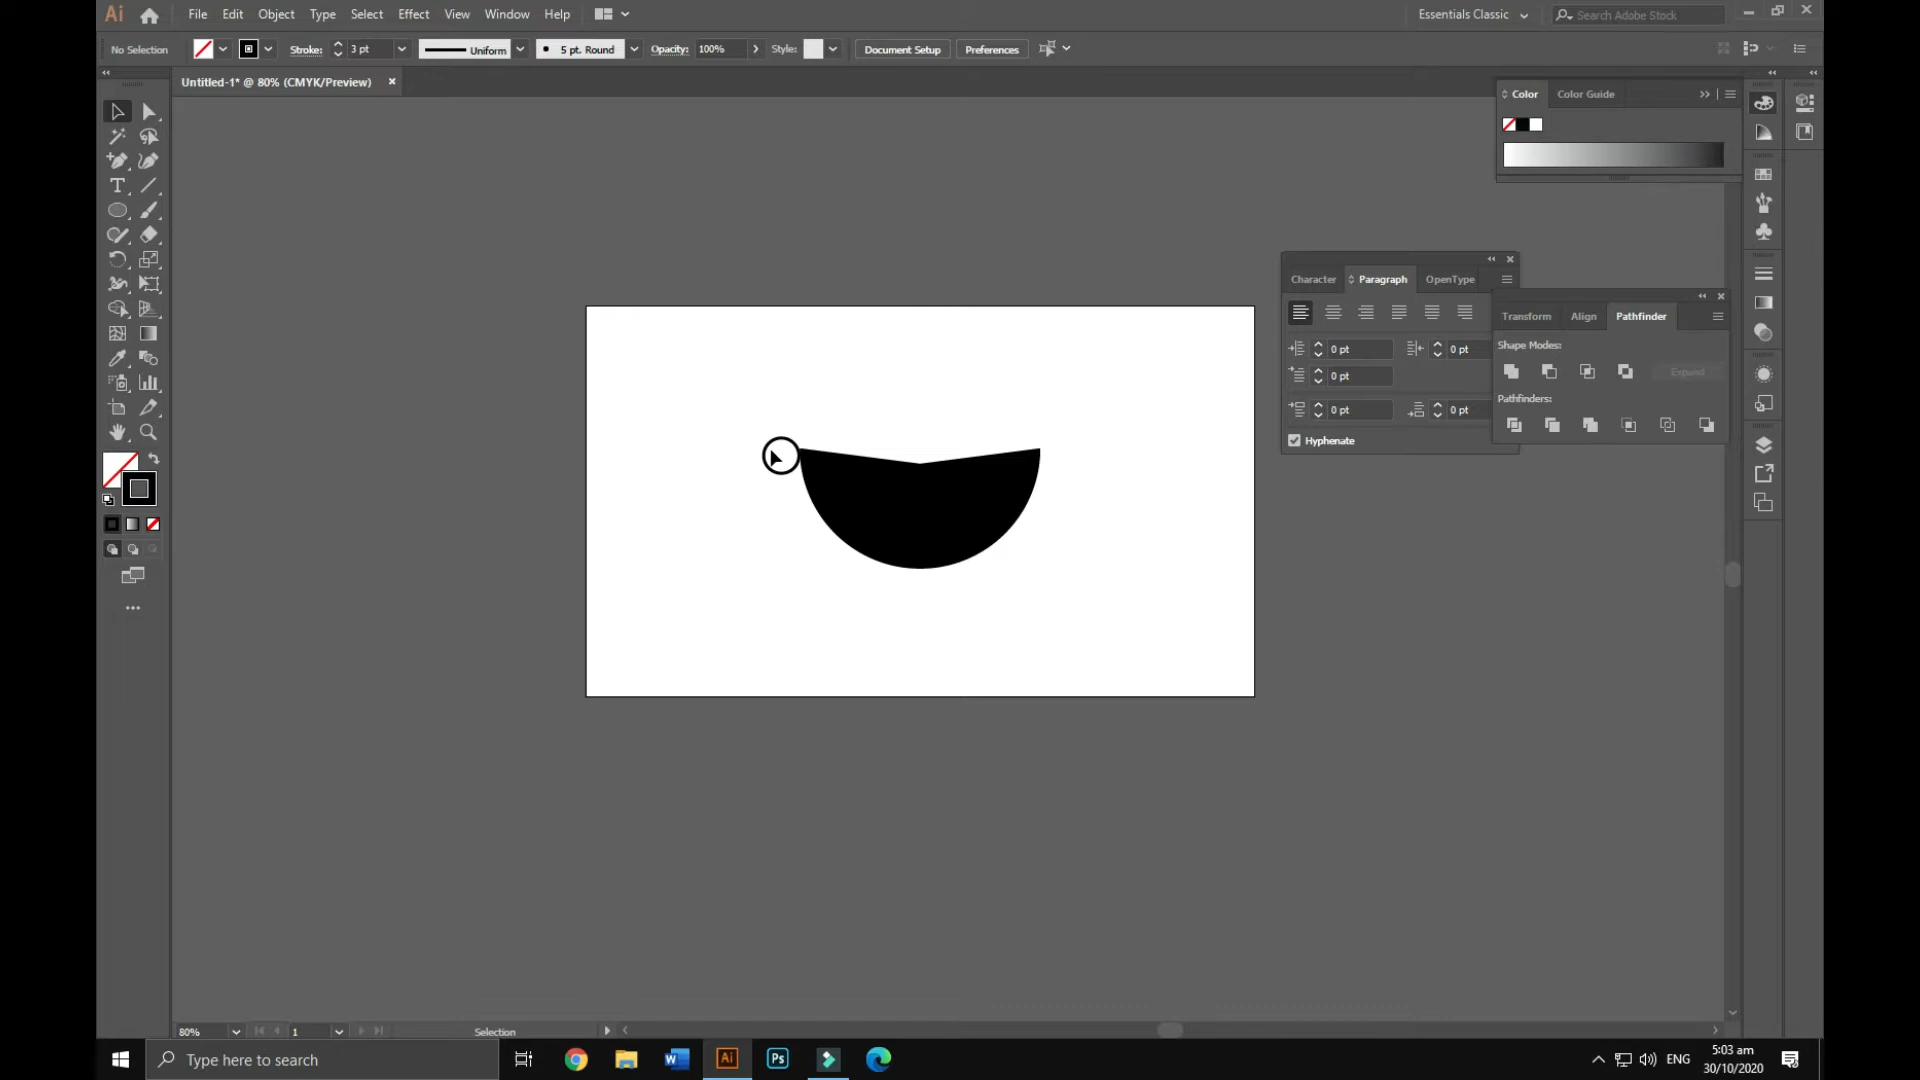 Ai File Edit Object Type Select Effect View Window Help Essentials Classic Search Adobe Stock
No Selection Stroke: 3 pt Uniform 5 pt. Round Opacity: 100% Style: Document Setup Preferences
Untitled-1* @ 80% (CMYK/Preview)
Color Color Guide
Character Paragraph OpenType
0 pt 0 pt
0 pt
0 pt 0 pt
Hyphenate
Transform Align Pathfinder
Shape Modes:
Expand
Pathfinders:
80% 1 Selection
Type here to search
Ai Ps
ENG
5:03 am
30/10/2020